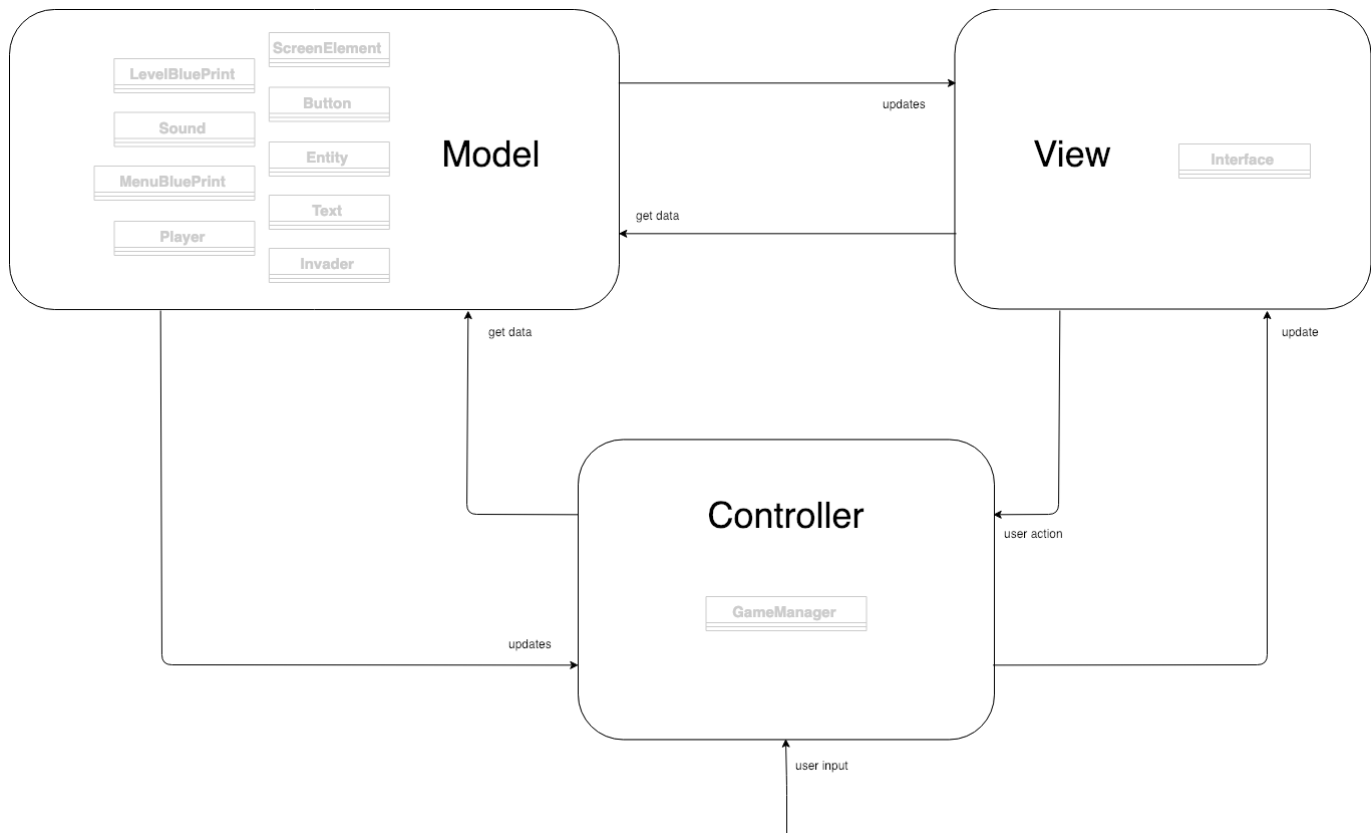 ScreenElement
LevelBluePrint
Button
Sound
Entity
MenuBluePrint
Text
Player
Invader
Model
updates
get data
View
Interface
get data
update
user action
Controller
GameManager
updates
user input